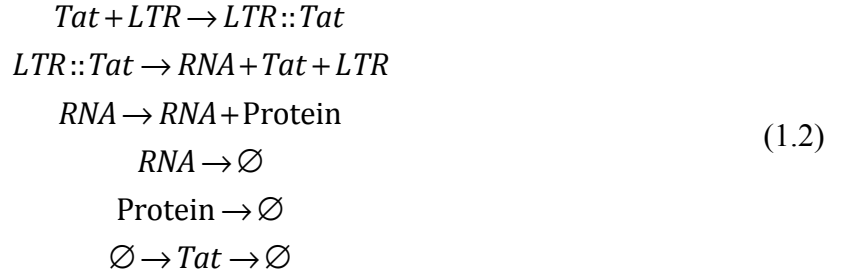 Tat + LTR → LTR :: Tat
LTR :: Tat → RNA + Tat + LTR
RNA → RNA + Protein
(1.2)
RNA → ∅
Protein → ∅
∅ → Tat → ∅